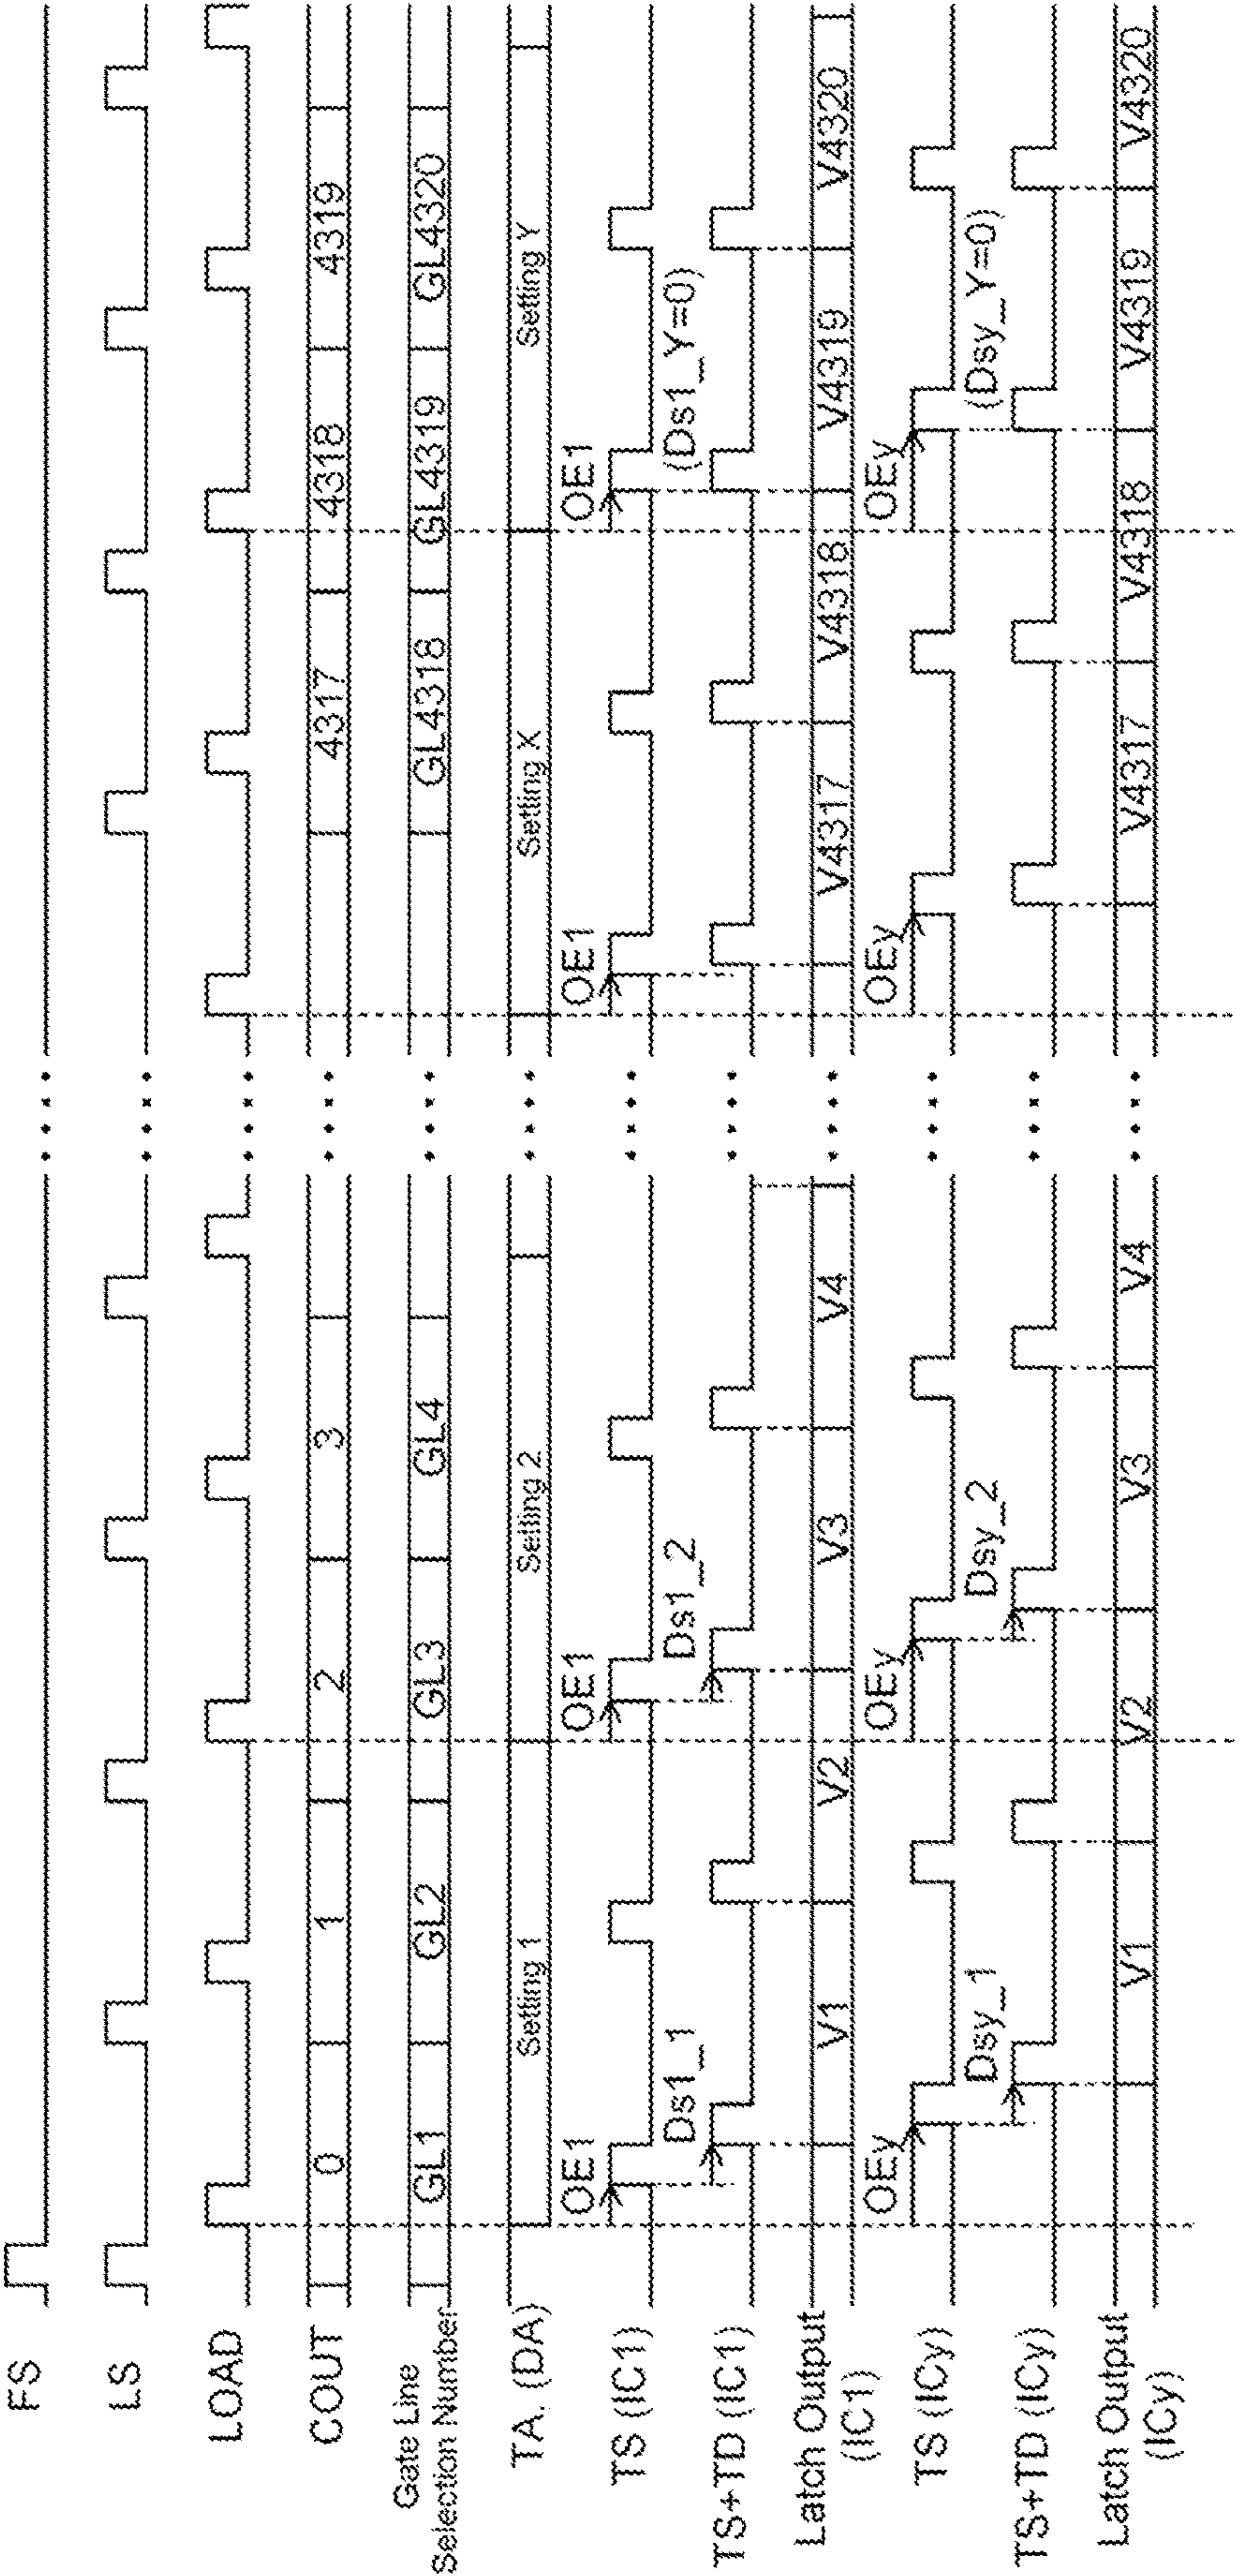 FS
LS
LOAD
COUT 0 1 2 3 4317 4318 4319
Gate Line
Selection Number GL1 GL2 GL3 GL4 GL4318 GL4319 GL4320
TA, (DA) Setting 1 Setting 2 Setting X Setting Y
OE1 OE1 OE1 OE1
TS (IC1)
Ds1_1 Ds1_2 (Ds1_Y=0)
TS+TD (IC1)
Latch Output
(IC1) V1 V2 V3 V4 V4317 V4318 V4319 V4320
OEy OEy OEy OEy
TS (ICy)
Dsy_1 Dsy_2 (Dsy_Y=0)
TS+TD (ICy)
Latch Output
(ICy) V1 V2 V3 V4 V4317 V4318 V4319 V4320